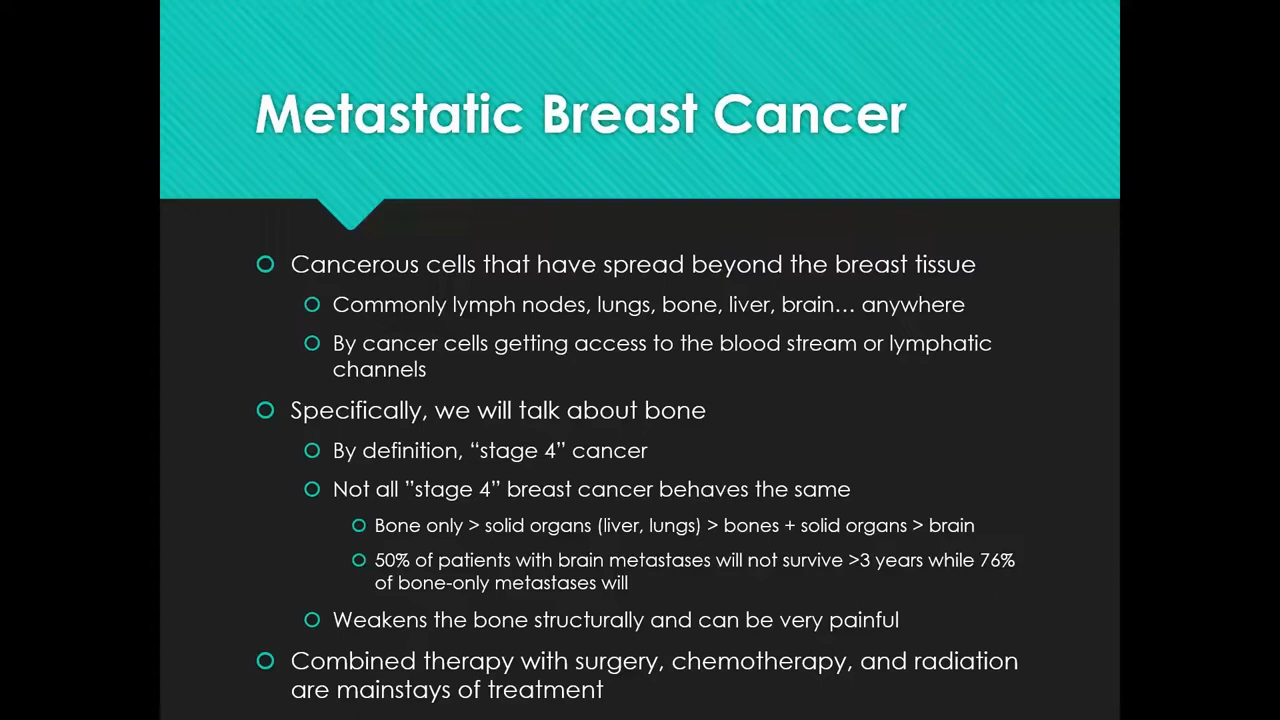 Metastatic Breast Cancer
Cancerous cells that have spread beyond the breast tissue
Commonly lymph nodes, lungs, bone, liver, brain… anywhere
By cancer cells getting access to the blood stream or lymphatic
channels
Specifically, we will talk about bone
By definition, “stage 4” cancer
Not all ”stage 4” breast cancer behaves the same
Bone only > solid organs (liver, lungs) > bones + solid organs > brain
50% of patients with brain metastases will not survive >3 years while 76%
of bone-only metastases will
Weakens the bone structurally and can be very painful
Combined therapy with surgery, chemotherapy, and radiation
are mainstays of treatment